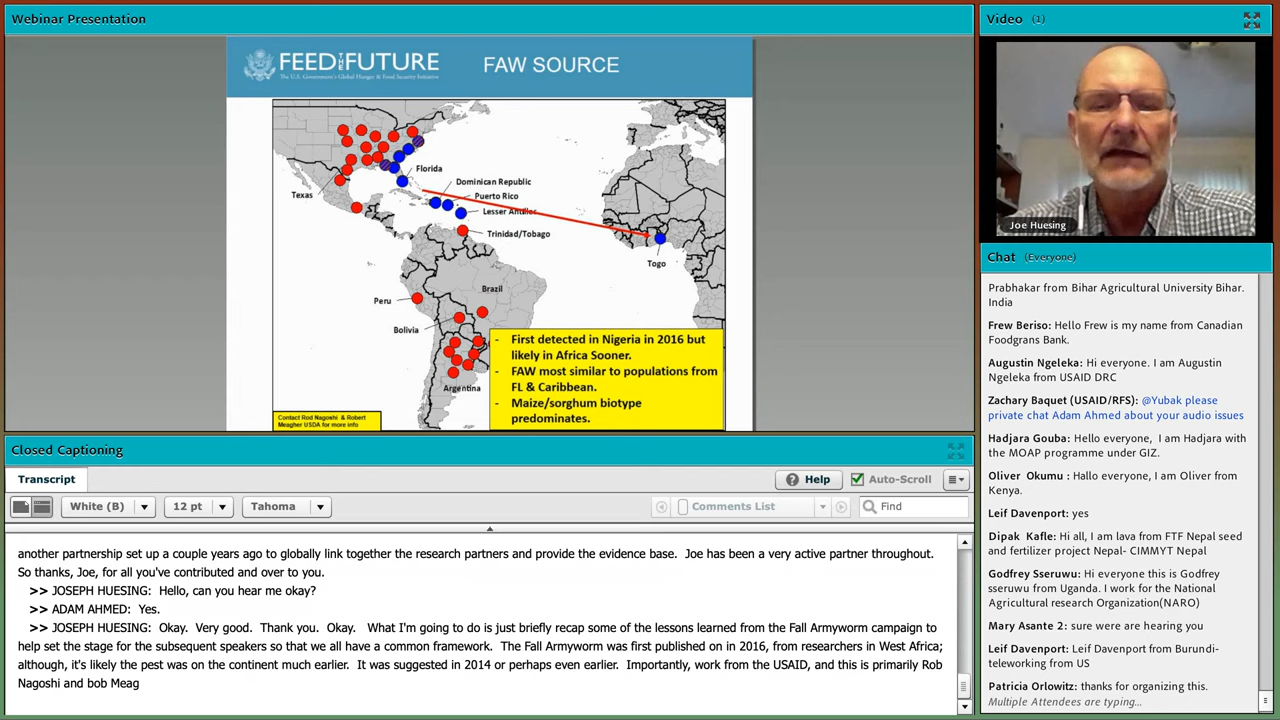 Webinar Presentation
FEED THE FUTURE
The U.S. Government's Global Hunger & Food Security Initiative
FAW SOURCE
Florida
Dominican Republic
Puerto Rico
Texas
Lesser Antilles
Trinidad/Tobago
Togo
Peru
Brazil
Bolivia
Argentina
- First detected in Nigeria in 2016 but
likely in Africa Sooner.
- FAW most similar to populations from
FL & Caribbean.
- Maize/sorghum biotype
predominates.
Contact Rod Nagoshi & Robert
Meagher USDA for more info
Closed Captioning
Transcript
Help
Auto-Scroll
White (B)
12 pt
Tahoma
Comments List
Find
another partnership set up a couple years ago to globally link together the research partners and provide the evidence base. Joe has been a very active partner throughout.
So thanks, Joe, for all you've contributed and over to you.
>> JOSEPH HUESING: Hello, can you hear me okay?
>> ADAM AHMED: Yes.
>> JOSEPH HUESING: Okay. Very good. Thank you. Okay. What I'm going to do is just briefly recap some of the lessons learned from the Fall Armyworm campaign to
help set the stage for the subsequent speakers so that we all have a common framework. The Fall Armyworm was first published on in 2016, from researchers in West Africa;
although, it's likely the pest was on the continent much earlier. It was suggested in 2014 or perhaps even earlier. Importantly, work from the USAID, and this is primarily Rob
Nagoshi and bob Meag
Video (1)
Joe Huesing
Chat (Everyone)
Prabhakar from Bihar Agricultural University Bihar.
India
Frew Beriso: Hello Frew is my name from Canadian
Foodgrans Bank.
Augustin Ngeleka: Hi everyone. I am Augustin
Ngeleka from USAID DRC
Zachary Baquet (USAID/RFS): @Yubak please
private chat Adam Ahmed about your audio issues
Hadjara Gouba: Hello everyone, I am Hadjara with
the MOAP programme under GIZ.
Oliver Okumu : Hallo everyone, I am Oliver from
Kenya.
Leif Davenport: yes
Dipak Kafle: Hi all, I am lava from FTF Nepal seed
and fertilizer project Nepal- CIMMYT Nepal
Godfrey Sseruwu: Hi everyone this is Godfrey
sseruwu from Uganda. I work for the National
Agricultural research Organization(NARO)
Mary Asante 2: sure were are hearing you
Leif Davenport: Leif Davenport from Burundi-
teleworking from US
Patricia Orlowitz: thanks for organizing this.
Multiple Attendees are typing...